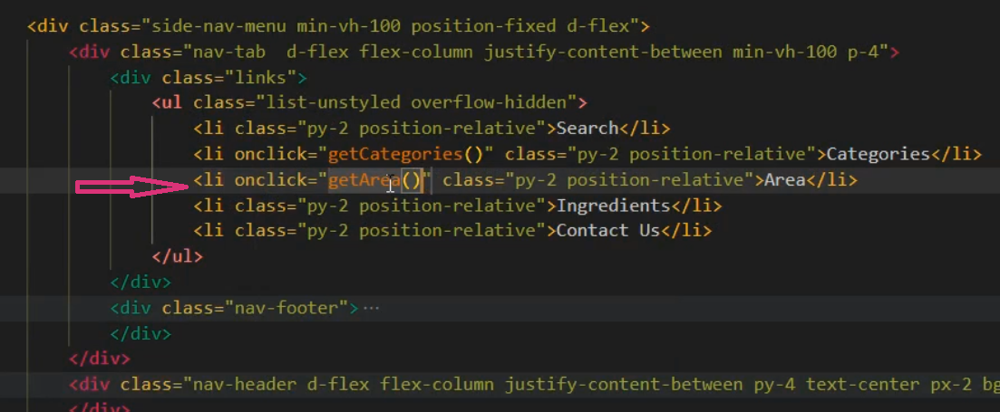 <div class="side-nav-menu min-vh-100 position-fixed d-flex">
<div class="nav-tab  d-flex flex-column justify-content-between min-vh-100 p-4">
<div class="links">
<ul class="list-unstyled overflow-hidden">
<li class="py-2 position-relative">Search</li>
<li onclick="getCategories()" class="py-2 position-relative">Categories</li>
<li onclick="getArea()" class="py-2 position-relative">Area</li>
<li class="py-2 position-relative">Ingredients</li>
<li class="py-2 position-relative">Contact Us</li>
</ul>
</div>
<div class="nav-footer">···
</div>
</div>
<div class="nav-header d-flex flex-column justify-content-between py-4 text-center px-2 bg
</div>